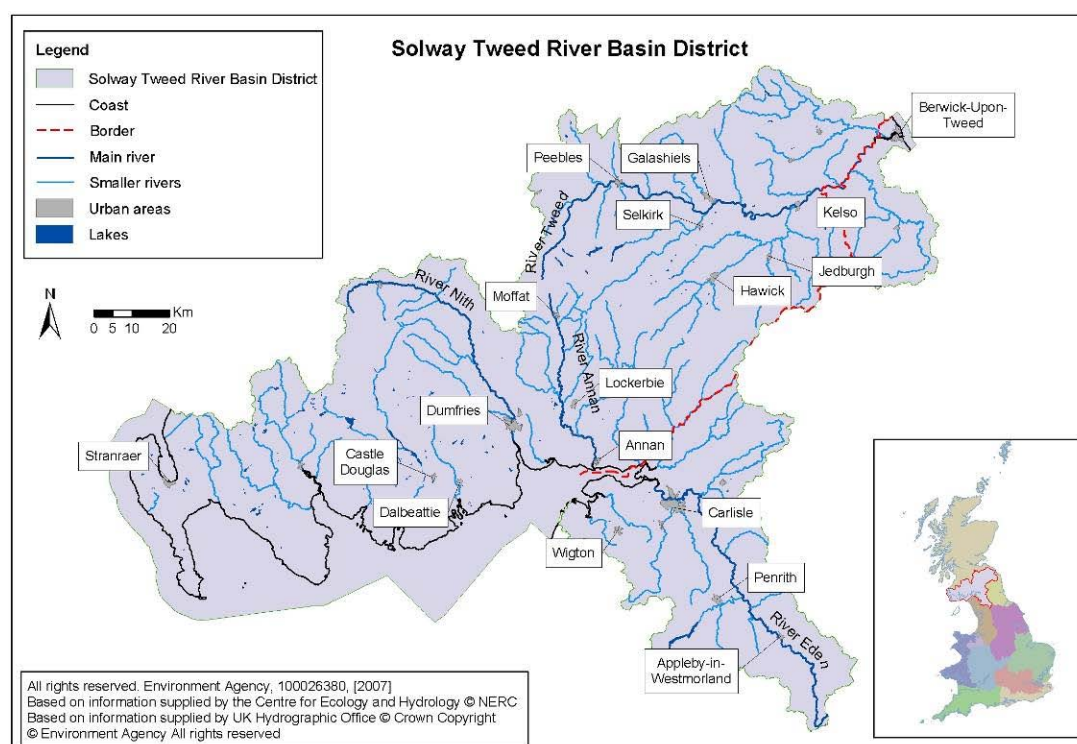 Solway Tweed River Basin District
Legend
Solway Tweed River Basin District
Coast
Border
Main river
Smaller rivers
Urban areas
Lakes
N
0 5 10 20 Km
Berwick-Upon-
Tweed
Peebles
Galashiels
Selkirk
Kelso
River Tweed
Jedburgh
Hawick
River Nith
Moffat
River Annan
Lockerbie
Dumfries
Annan
Stranraer
Castle
Douglas
Dalbeattie
Carlisle
Wigton
Penrith
River Eden
Appleby-in-
Westmorland
All rights reserved. Environment Agency, 100026380, [2007]
Based on information supplied by the Centre for Ecology and Hydrology © NERC
Based on information supplied by UK Hydrographic Office © Crown Copyright
© Environment Agency All rights reserved